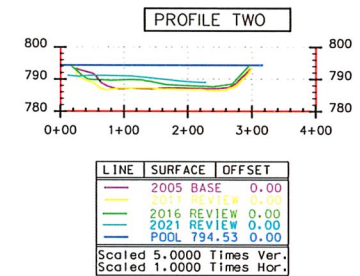 PROFILE TWO
800 800
790 790
780 780
0+00 1+00 2+00 3+00 4+00
LINE SURFACE OFFSET
2005 BASE 0.00
2011 REVIEW 0.00
2016 REVIEW 0.00
2021 REVIEW 0.00
POOL 794.53 0.00
Scaled 5.0000 Times Ver.
Scaled 1.0000 Times Hor.